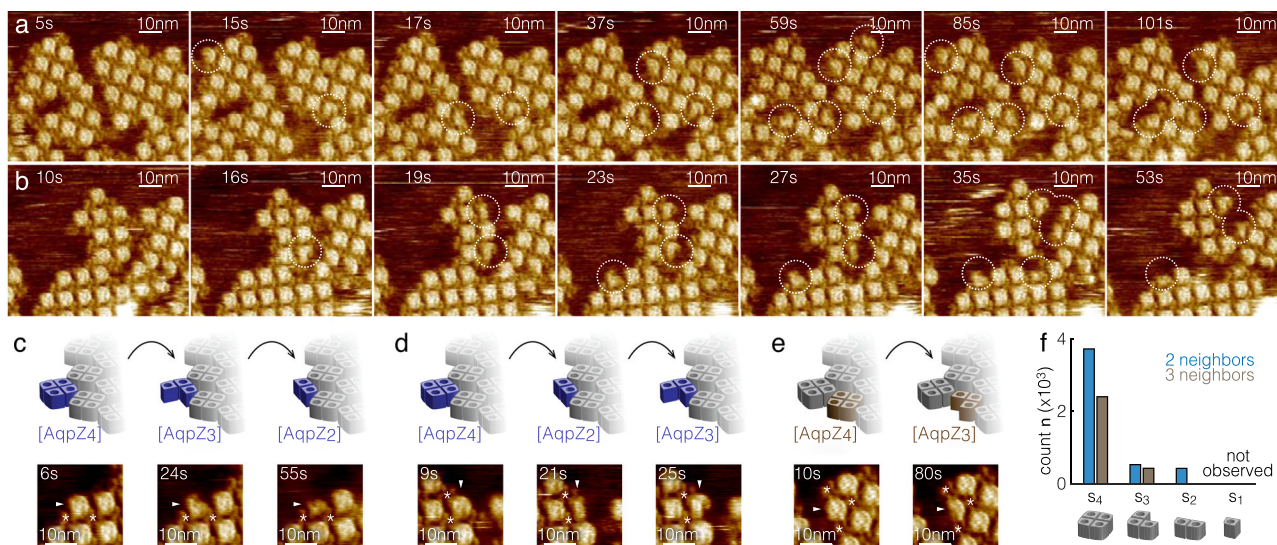 a 5s 10nm 15s 10nm 17s 10nm 37s 10nm 59s 10nm 85s 10nm 101s 10nm
b 10s 10nm 16s 10nm 19s 10nm 23s 10nm 27s 10nm 35s 10nm 53s 10nm
c
[AqpZ4] [AqpZ3] [AqpZ2]
6s 24s 55s
* * * * * *
10nm 10nm 10nm
d
[AqpZ4] [AqpZ2] [AqpZ3]
9s 21s 25s
* * * * * *
10nm 10nm 10nm
e
[AqpZ4] [AqpZ3]
10s 80s
* * * * * *
10nm 10nm
f
count n (x10³)
4
2
0
2 neighbors
3 neighbors
not
observed
s₄ s₃ s₂ s₁